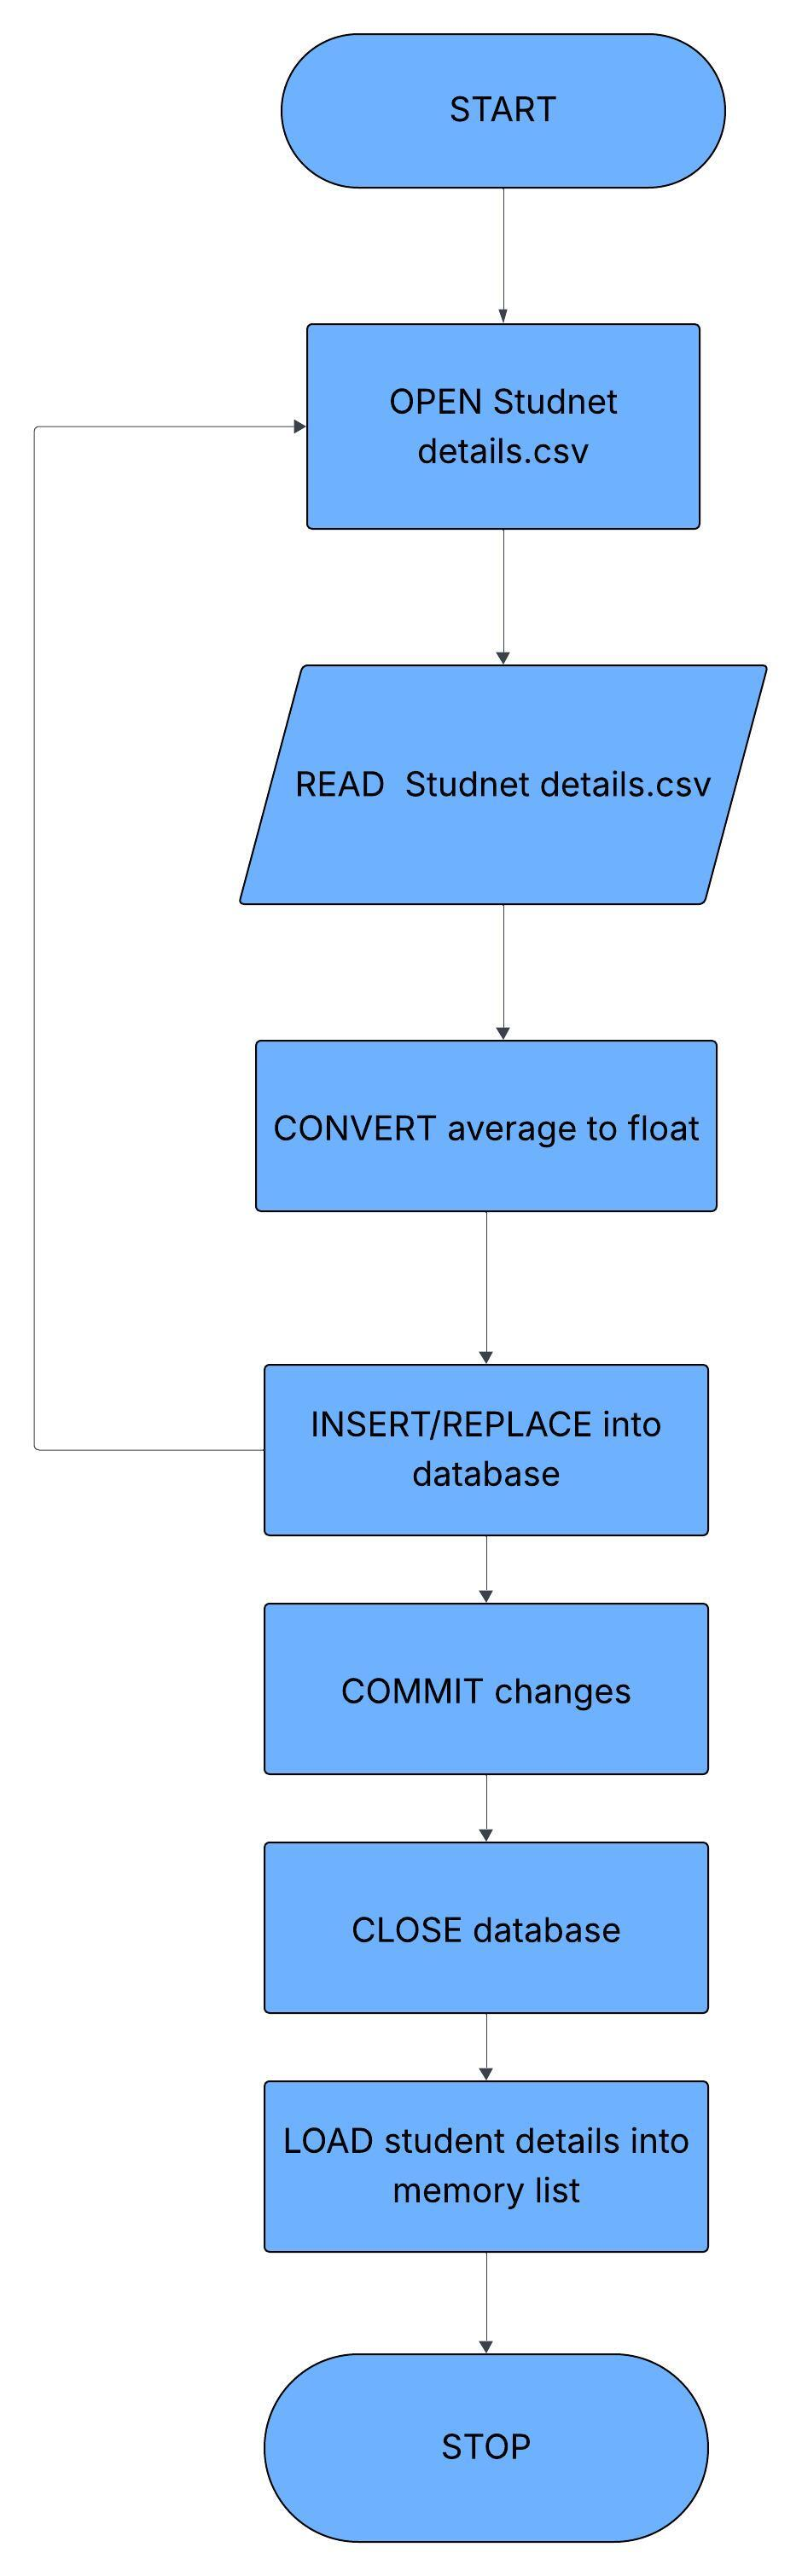 START
OPEN Studnet
details.csv
READ  Studnet details.csv
CONVERT average to float
INSERT/REPLACE into
database
COMMIT changes
CLOSE database
LOAD student details into
memory list
STOP